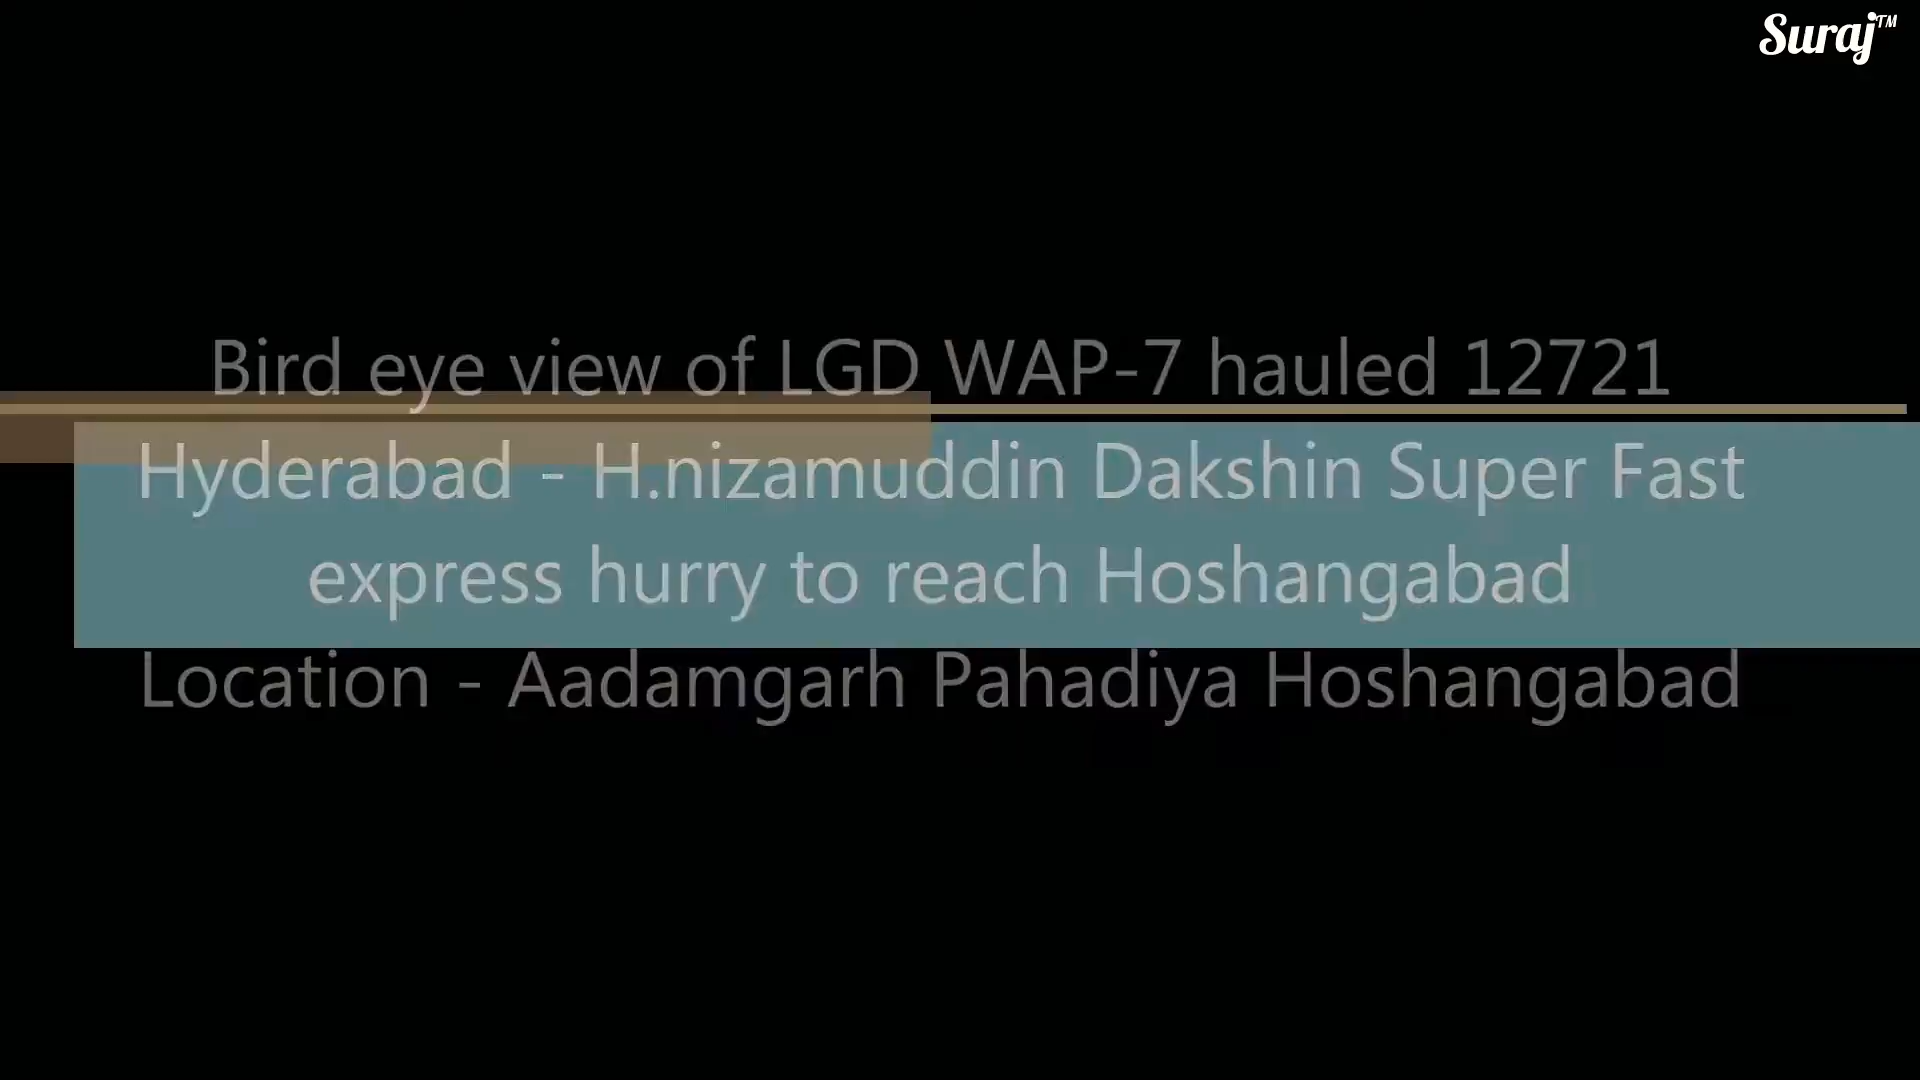 Suraj™
Bird eye view of LGD WAP-7 hauled 12721
Hyderabad - H.nizamuddin Dakshin Super Fast
express hurry to reach Hoshangabad
Location - Aadamgarh Pahadiya Hoshangabad